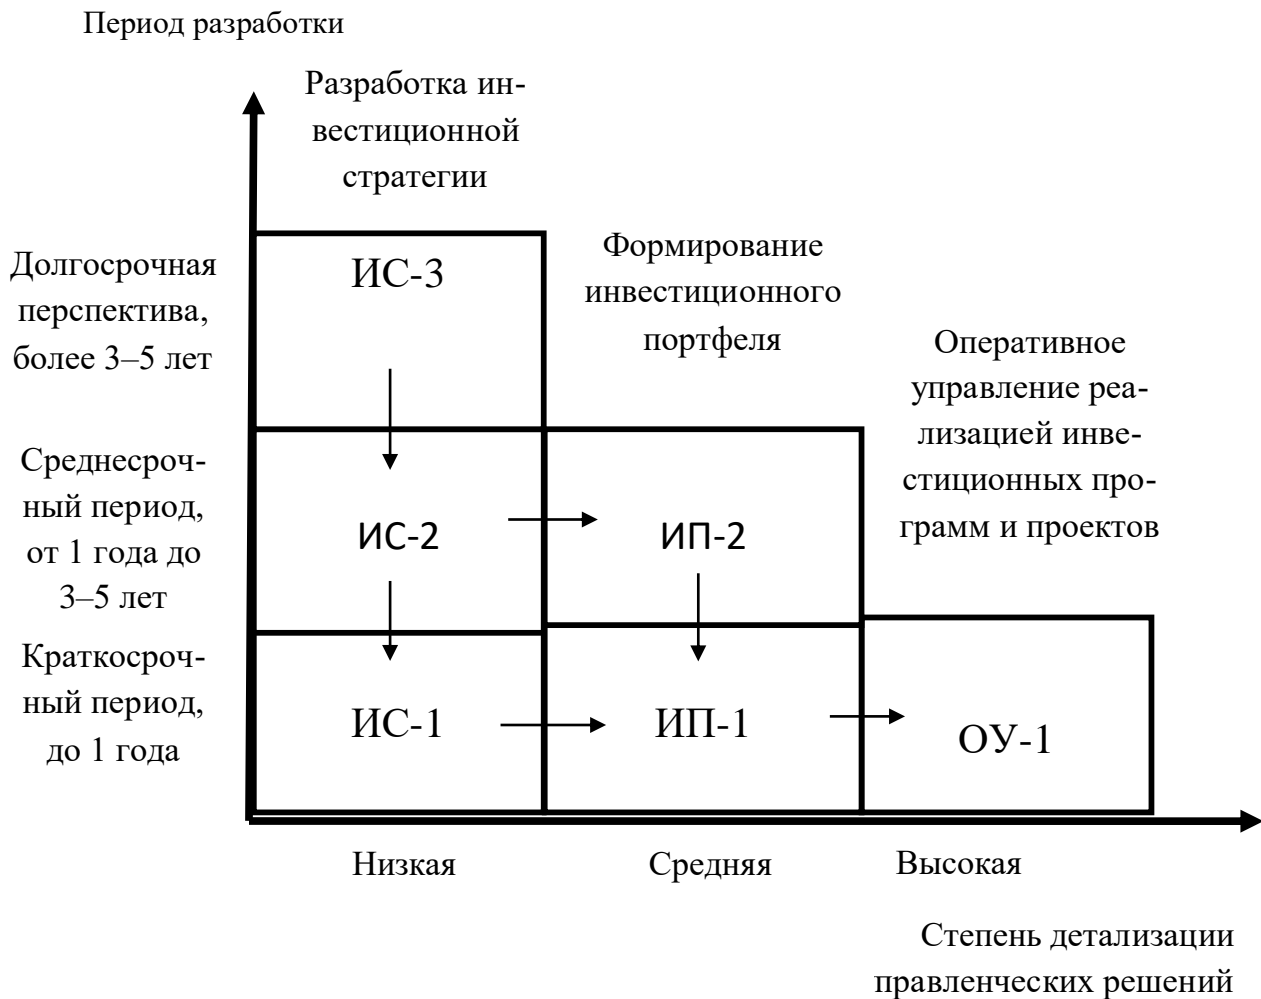 Период разработки
Разработка ин-
вестиционной
стратегии
Долгосрочная
перспектива,
более 3–5 лет
ИС-3
Формирование
инвестиционного
портфеля
Оперативное
управление реа-
лизацией инве-
стиционных про-
грамм и проектов
Среднесроч-
ный период,
от 1 года до
3–5 лет
ИС-2
ИП-2
Краткосроч-
ный период,
до 1 года
ИС-1
ИП-1
ОУ-1
Низкая
Средняя
Высокая
Степень детализации
правленческих решений